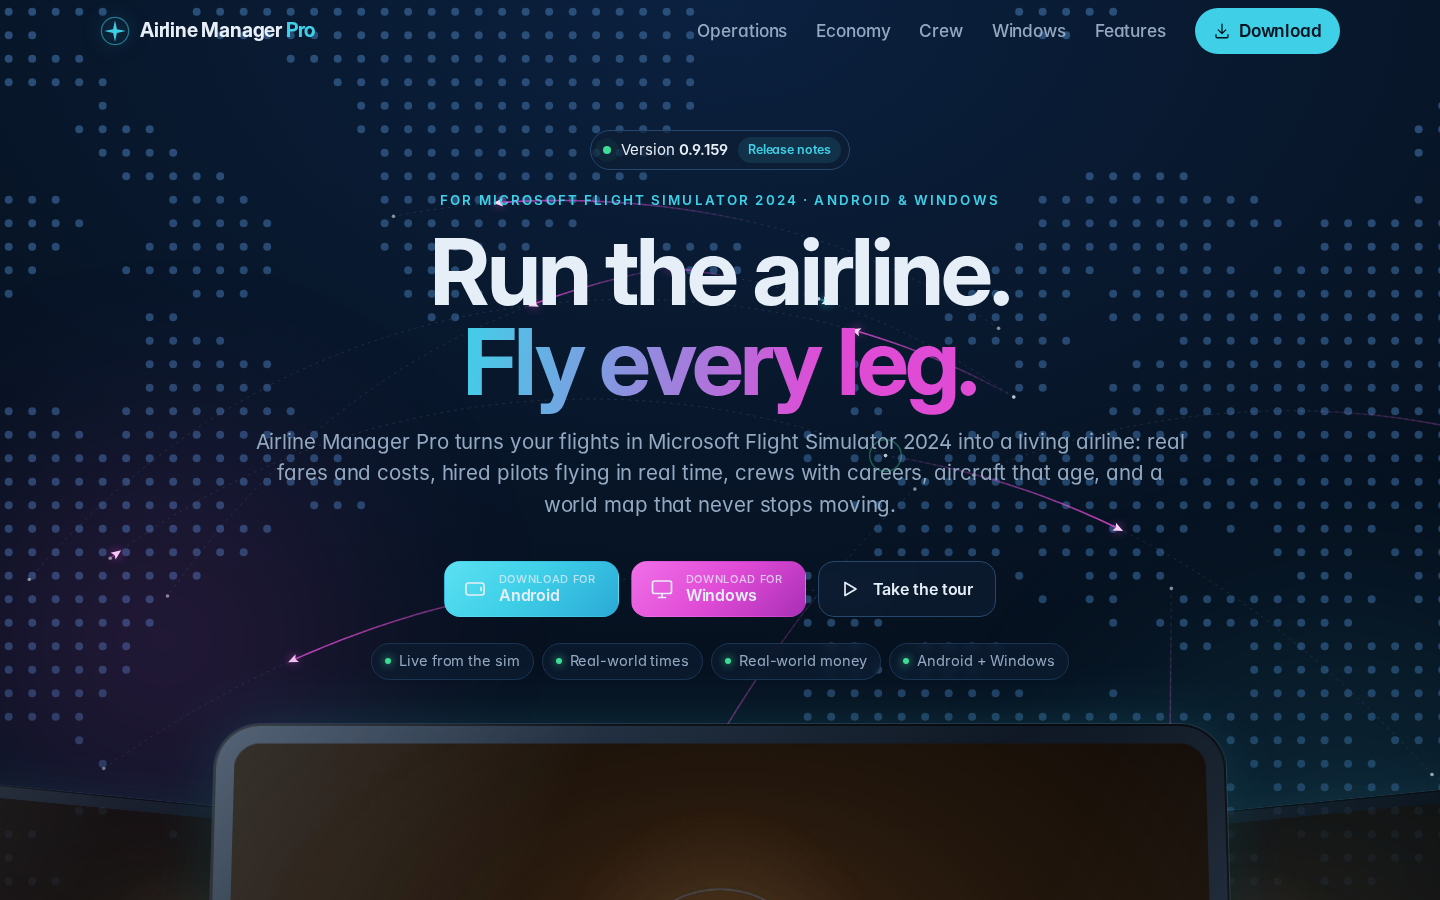 Airline Manager Pro
Operations Economy Crew Windows Features Download
Version 0.9.159 Release notes
FOR MICROSOFT FLIGHT SIMULATOR 2024 · ANDROID & WINDOWS
Run the airline.
Fly every leg.
Airline Manager Pro turns your flights in Microsoft Flight Simulator 2024 into a living airline: real
fares and costs, hired pilots flying in real time, crews with careers, aircraft that age, and a
world map that never stops moving.
DOWNLOAD FOR
Android
DOWNLOAD FOR
Windows
Take the tour
Live from the sim
Real-world times
Real-world money
Android + Windows